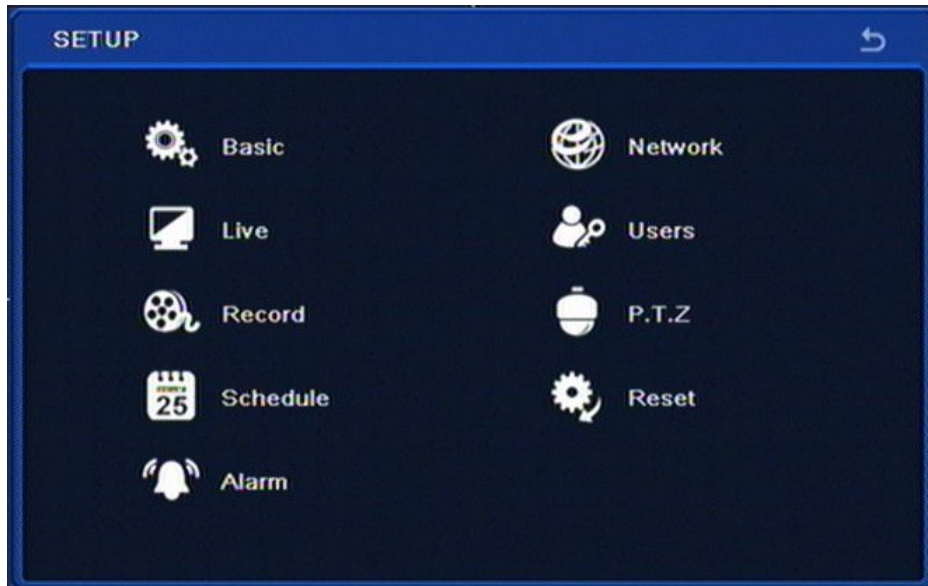 SETUP
Basic
Network
Live
Users
Record
P.T.Z
25
Schedule
Reset
Alarm